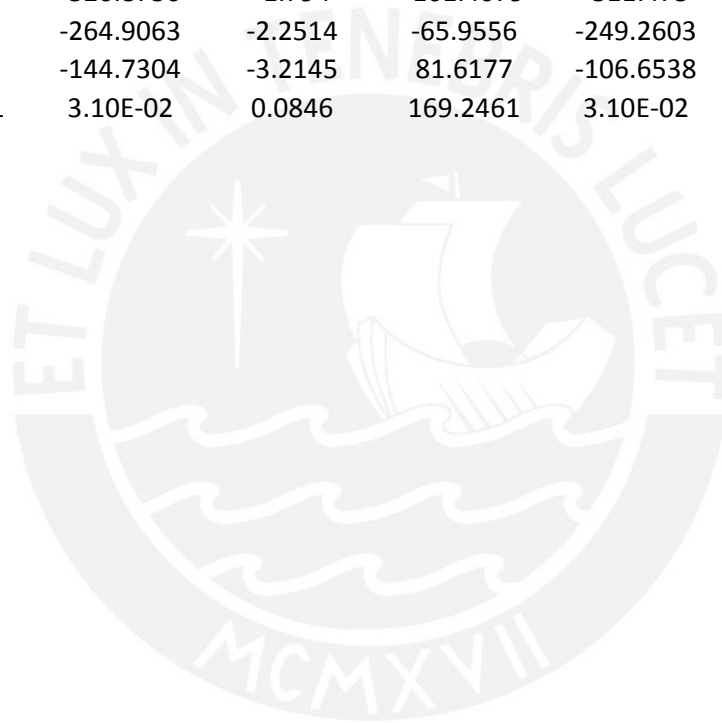 -264.9063 -2.2514 -65.9556 -249.2603
-144.7304 -3.2145 81.6177 -106.6538
3.10E-02 0.0846 169.2461 3.10E-02
ET LUX IN TENEBRIS LUCET
MCMXVII